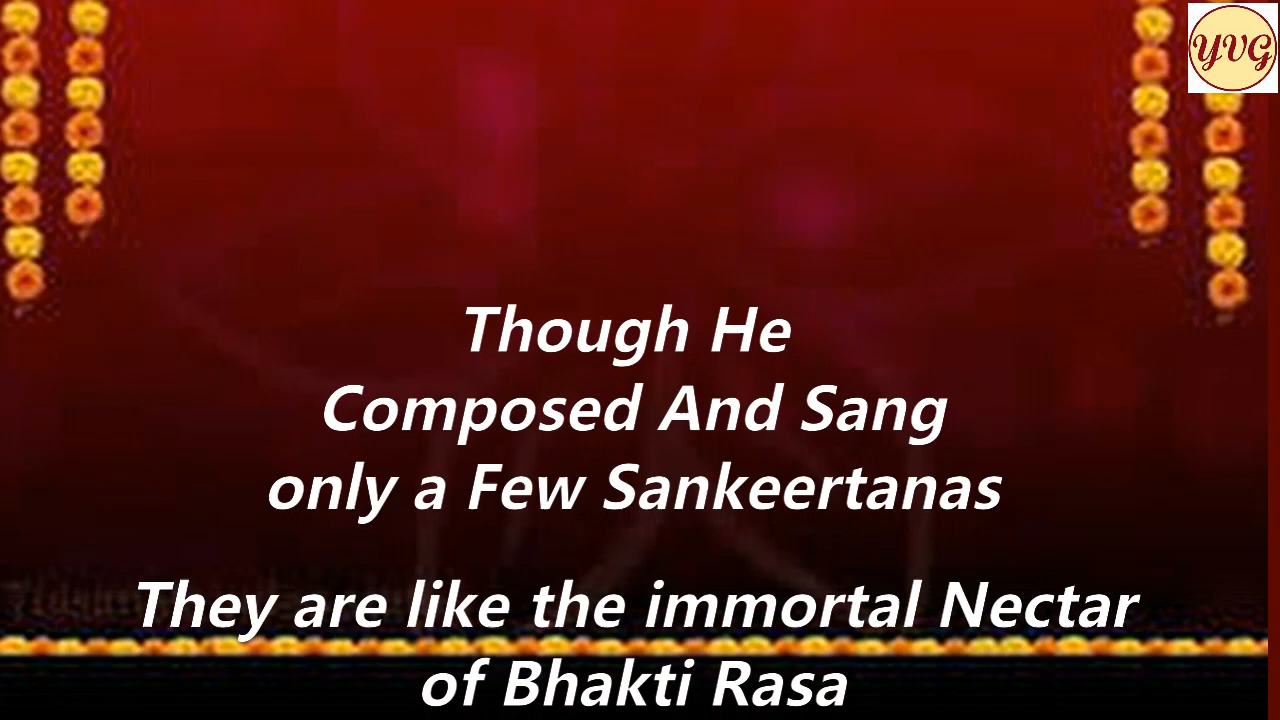 YVG
Though He
Composed And Sang
only a Few Sankeertanas
They are like the immortal Nectar
of Bhakti Rasa